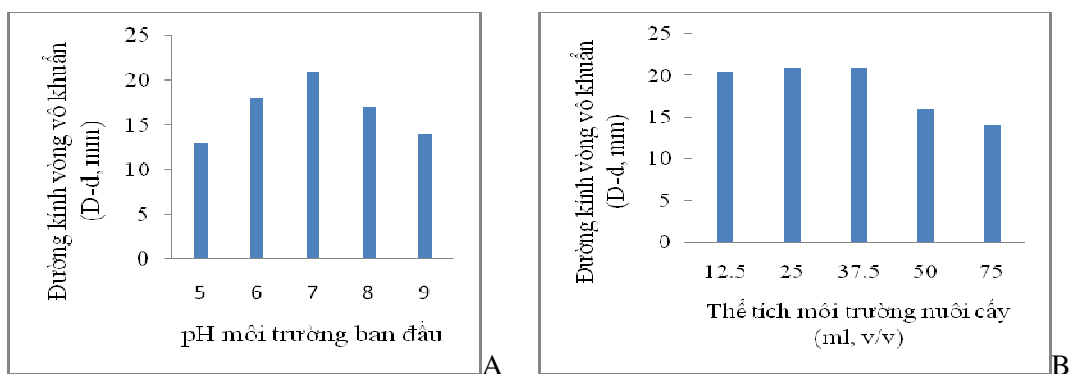 Đường kính vòng vô khuẩn
(D-d, mm)
25
20
15
10
5
0
5 6 7 8 9
pH môi trường ban đầu
A
Đường kính vòng vô khuẩn
(D-d, mm)
25
20
15
10
5
0
12.5 25 37.5 50 75
Thể tích môi trường nuôi cấy
(ml, v/v)
B